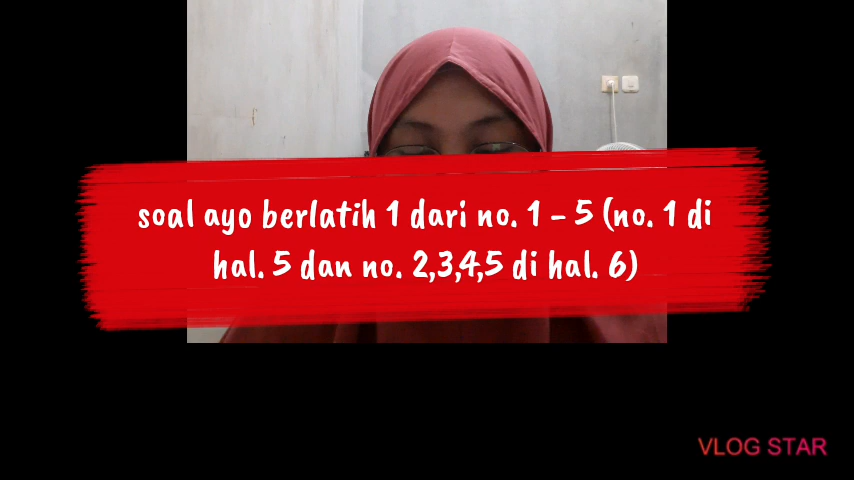 soal ayo berlatih 1 dari no. 1 - 5 (no. 1 di
hal. 5 dan no. 2,3,4,5 di hal. 6)
VLOG STAR